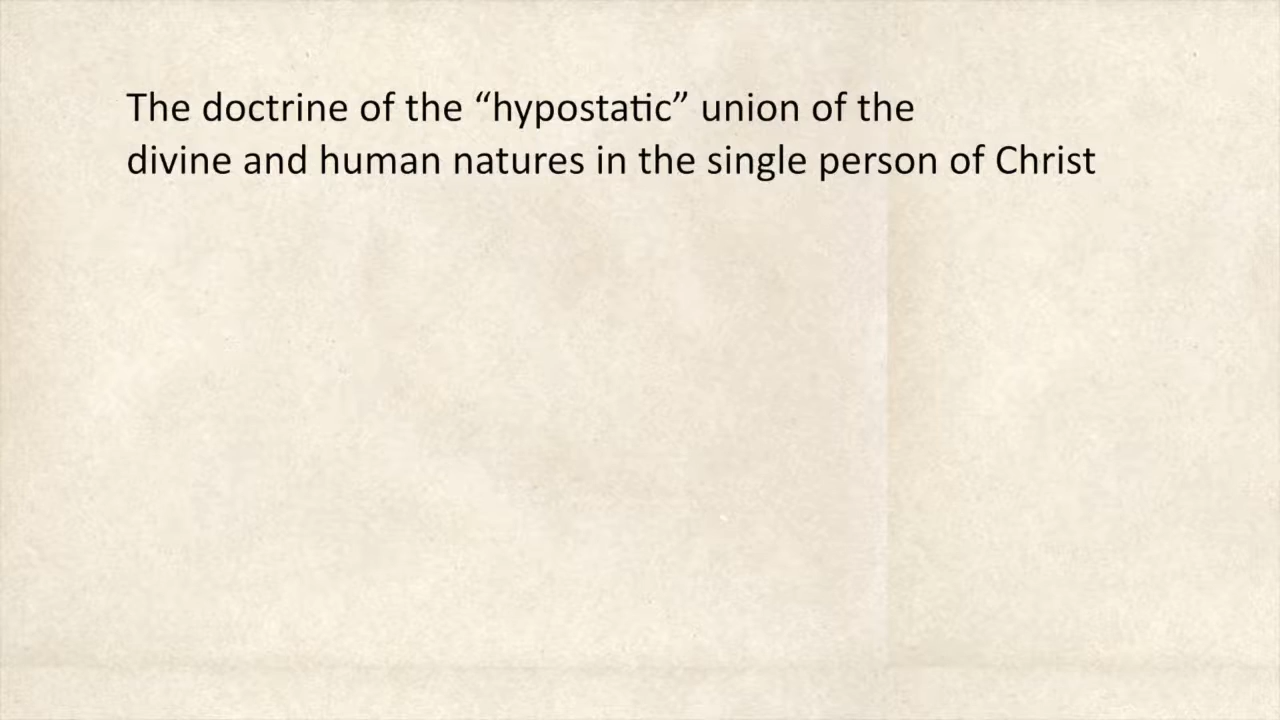 The doctrine of the “hypostatic” union of the
divine and human natures in the single person of Christ